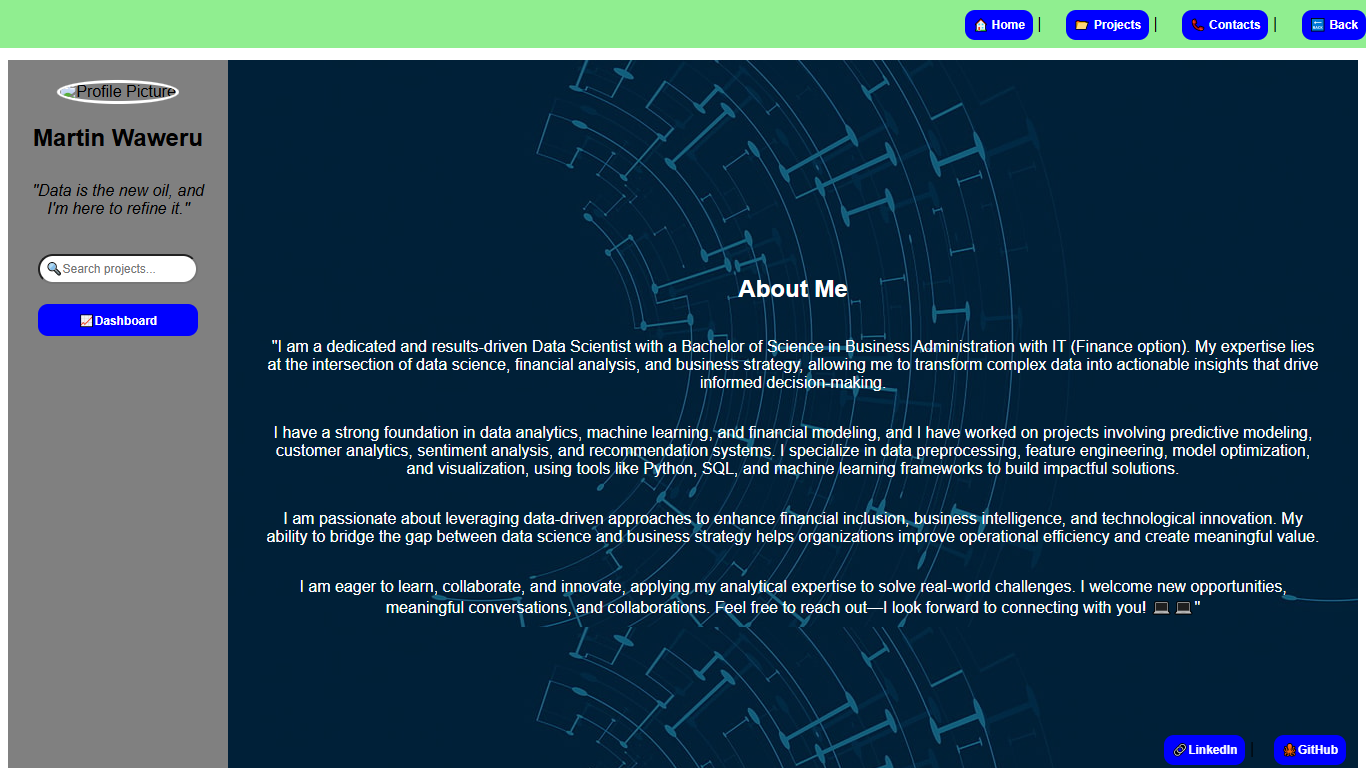 🏠 Home | 📂 Projects | 📞 Contacts | 🔙 Back
Profile Picture
Martin Waweru
"Data is the new oil, and
I'm here to refine it."
🔍Search projects...
📈Dashboard
About Me
"I am a dedicated and results-driven Data Scientist with a Bachelor of Science in Business Administration with IT (Finance option). My expertise lies
at the intersection of data science, financial analysis, and business strategy, allowing me to transform complex data into actionable insights that drive
informed decision-making.
I have a strong foundation in data analytics, machine learning, and financial modeling, and I have worked on projects involving predictive modeling,
customer analytics, sentiment analysis, and recommendation systems. I specialize in data preprocessing, feature engineering, model optimization,
and visualization, using tools like Python, SQL, and machine learning frameworks to build impactful solutions.
I am passionate about leveraging data-driven approaches to enhance financial inclusion, business intelligence, and technological innovation. My
ability to bridge the gap between data science and business strategy helps organizations improve operational efficiency and create meaningful value.
I am eager to learn, collaborate, and innovate, applying my analytical expertise to solve real-world challenges. I welcome new opportunities,
meaningful conversations, and collaborations. Feel free to reach out—I look forward to connecting with you! 💻 💻"
🔗LinkedIn | 🐙GitHub